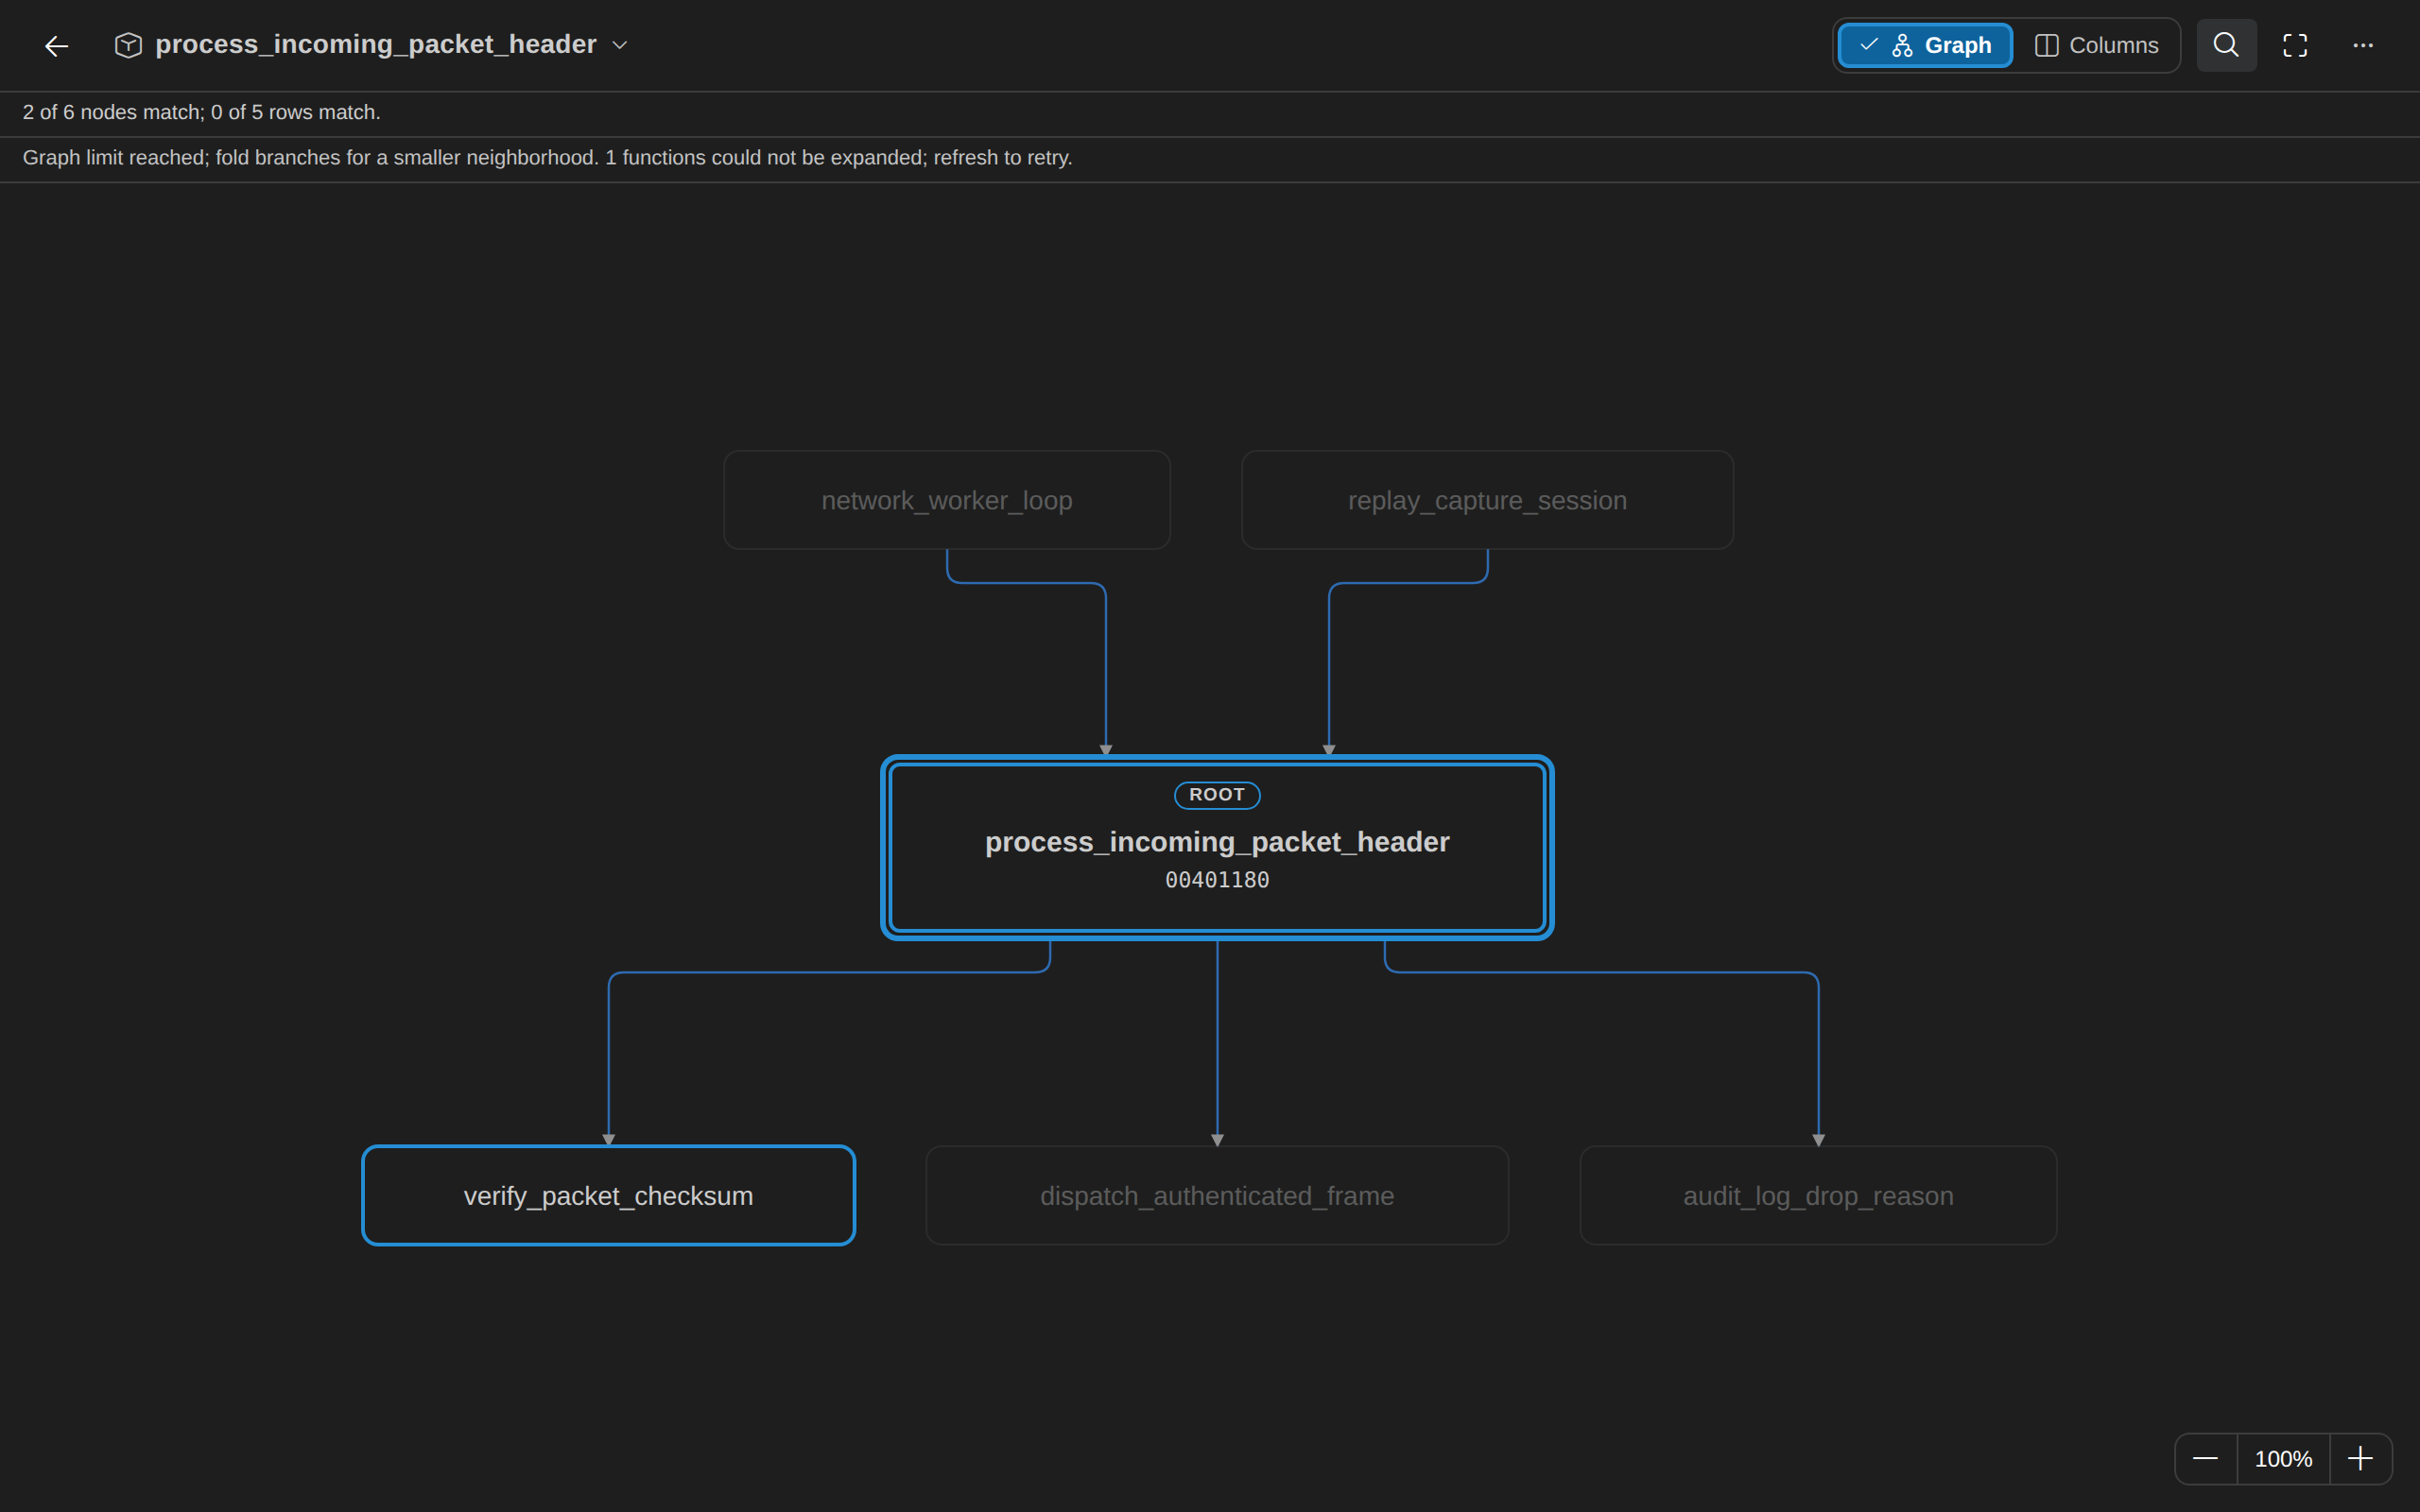 process_incoming_packet_header
Graph
Columns
2 of 6 nodes match; 0 of 5 rows match.
Graph limit reached; fold branches for a smaller neighborhood. 1 functions could not be expanded; refresh to retry.
network_worker_loop
replay_capture_session
ROOT
process_incoming_packet_header
00401180
verify_packet_checksum
dispatch_authenticated_frame
audit_log_drop_reason
100%